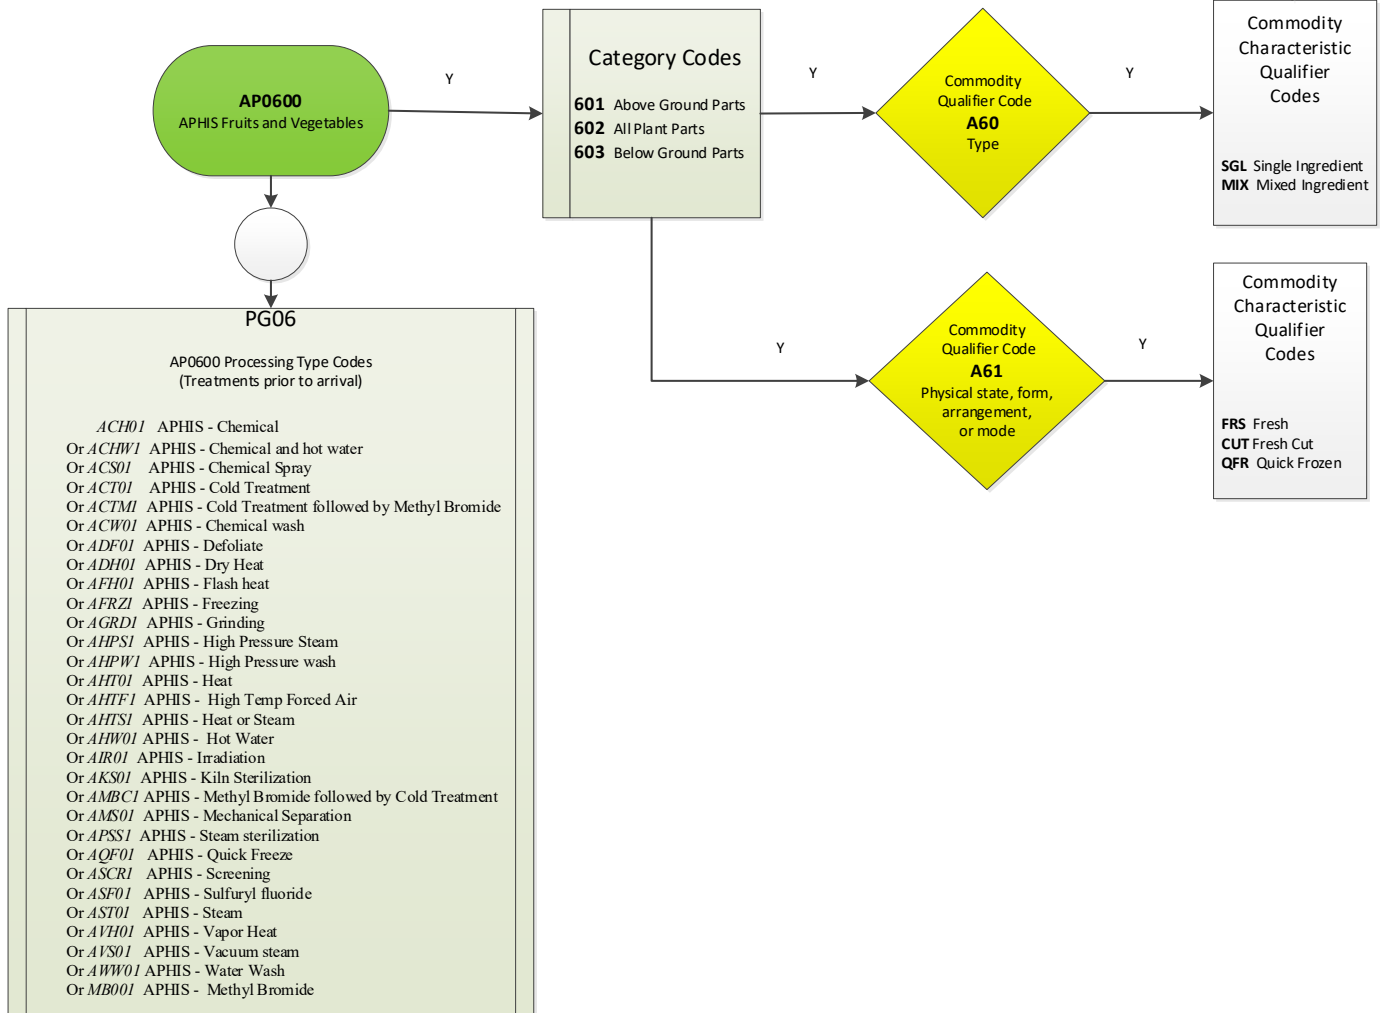 AP0600
APHIS Fruits and Vegetables
Y
Category Codes
601 Above Ground Parts
602 All Plant Parts
603 Below Ground Parts
Y
Commodity
Qualifier Code
A60
Type
Y
Commodity
Characteristic
Qualifier
Codes
SGL Single Ingredient
MIX Mixed Ingredient
Y
Commodity
Qualifier Code
A61
Physical state, form,
arrangement,
or mode
Y
Commodity
Characteristic
Qualifier
Codes
FRS Fresh
CUT Fresh Cut
QFR Quick Frozen
PG06
AP0600 Processing Type Codes
(Treatments prior to arrival)
ACH01 APHIS - Chemical
Or ACHW1 APHIS - Chemical and hot water
Or ACS01 APHIS - Chemical Spray
Or ACT01 APHIS - Cold Treatment
Or ACTM1 APHIS - Cold Treatment followed by Methyl Bromide
Or ACW01 APHIS - Chemical wash
Or ADF01 APHIS - Defoliate
Or ADH01 APHIS - Dry Heat
Or AFH01 APHIS - Flash heat
Or AFRZ1 APHIS - Freezing
Or AGRD1 APHIS - Grinding
Or AHPS1 APHIS - High Pressure Steam
Or AHPW1 APHIS - High Pressure wash
Or AHT01 APHIS - Heat
Or AHTF1 APHIS - High Temp Forced Air
Or AHTS1 APHIS - Heat or Steam
Or AHW01 APHIS - Hot Water
Or AIR01 APHIS - Irradiation
Or AKS01 APHIS - Kiln Sterilization
Or AMBC1 APHIS - Methyl Bromide followed by Cold Treatment
Or AMS01 APHIS - Mechanical Separation
Or APSS1 APHIS - Steam sterilization
Or AQF01 APHIS - Quick Freeze
Or ASCR1 APHIS - Screening
Or ASF01 APHIS - Sulfuryl fluoride
Or AST01 APHIS - Steam
Or AVH01 APHIS - Vapor Heat
Or AVS01 APHIS - Vacuum steam
Or AWW01 APHIS - Water Wash
Or MB001 APHIS - Methyl Bromide